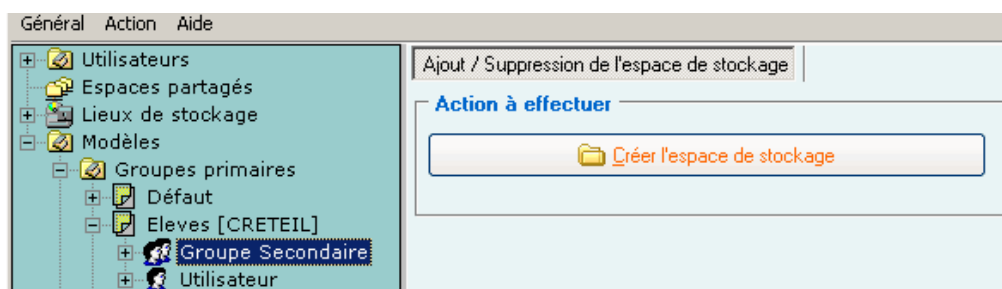 Général Action Aide
Utilisateurs
Espaces partagés
Lieux de stockage
Modèles
Groupes primaires
Défaut
Eleves [CRETEIL]
Groupe Secondaire
Utilisateur
Ajout / Suppression de l'espace de stockage
Action à effectuer
Créer l'espace de stockage